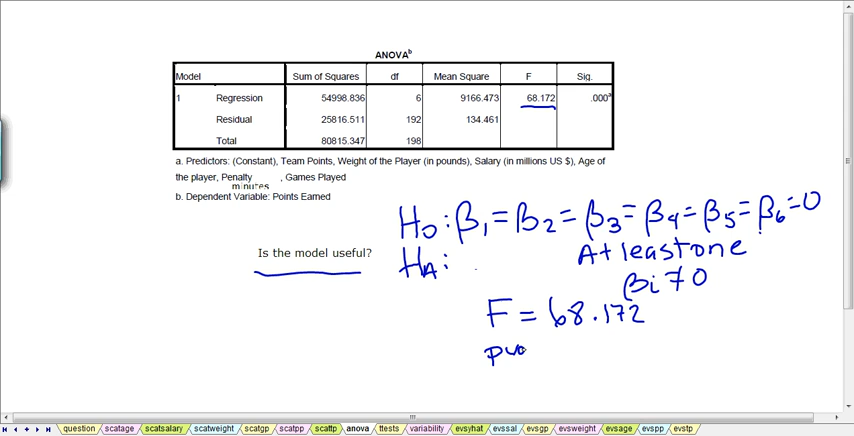 ANOVAb
Model Sum of Squares df Mean Square F Sig.
1 Regression 54998.836 6 9166.473 68.172 .000a
Residual 25816.511 192 134.461
Total 80815.347 198
a. Predictors: (Constant), Team Points, Weight of the Player (in pounds), Salary (in millions US $), Age of
the player, Penalty minutes, Games Played
b. Dependent Variable: Points Earned
H0: β1 = β2 = β3 = β4 = β5 = β6 = 0
Is the model useful?
HA: At least one
βi ≠ 0
F = 68.172
question scatage scatsalary scatweight scatgp scatpp scattp anova ttests variability evsyhat evssal evsgp evsweight evsage evspp evstp